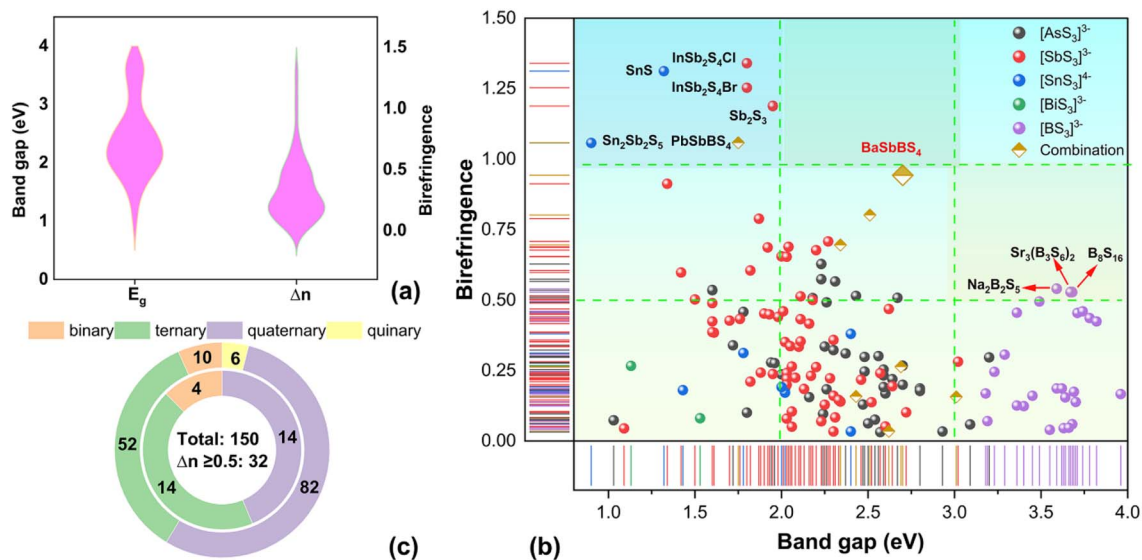 (a)
Band gap (eV)
4
3
2
1
0
1.5
1.0
0.5
0.0
Birefringence
E_g
Δn
binary
ternary
quaternary
quinary
10
6
4
52
14
14
82
Total: 150
Δn ≥0.5: 32
(c)
(b)
Birefringence
1.50
1.25
1.00
0.75
0.50
0.25
0.00
InSb₂S₄Cl
SnS
InSb₂S₄Br
Sb₂S₃
Sn₂Sb₂S₅
PbSbBS₄
BaSbBS₄
[AsS₃]³⁻
[SbS₃]³⁻
[SnS₃]⁴⁻
[BiS₃]³⁻
[BS₃]³⁻
Combination
Sr₃(B₃S₆)₂
B₈S₁₆
Na₂B₂S₅
1.0
1.5
2.0
2.5
3.0
3.5
4.0
Band gap (eV)